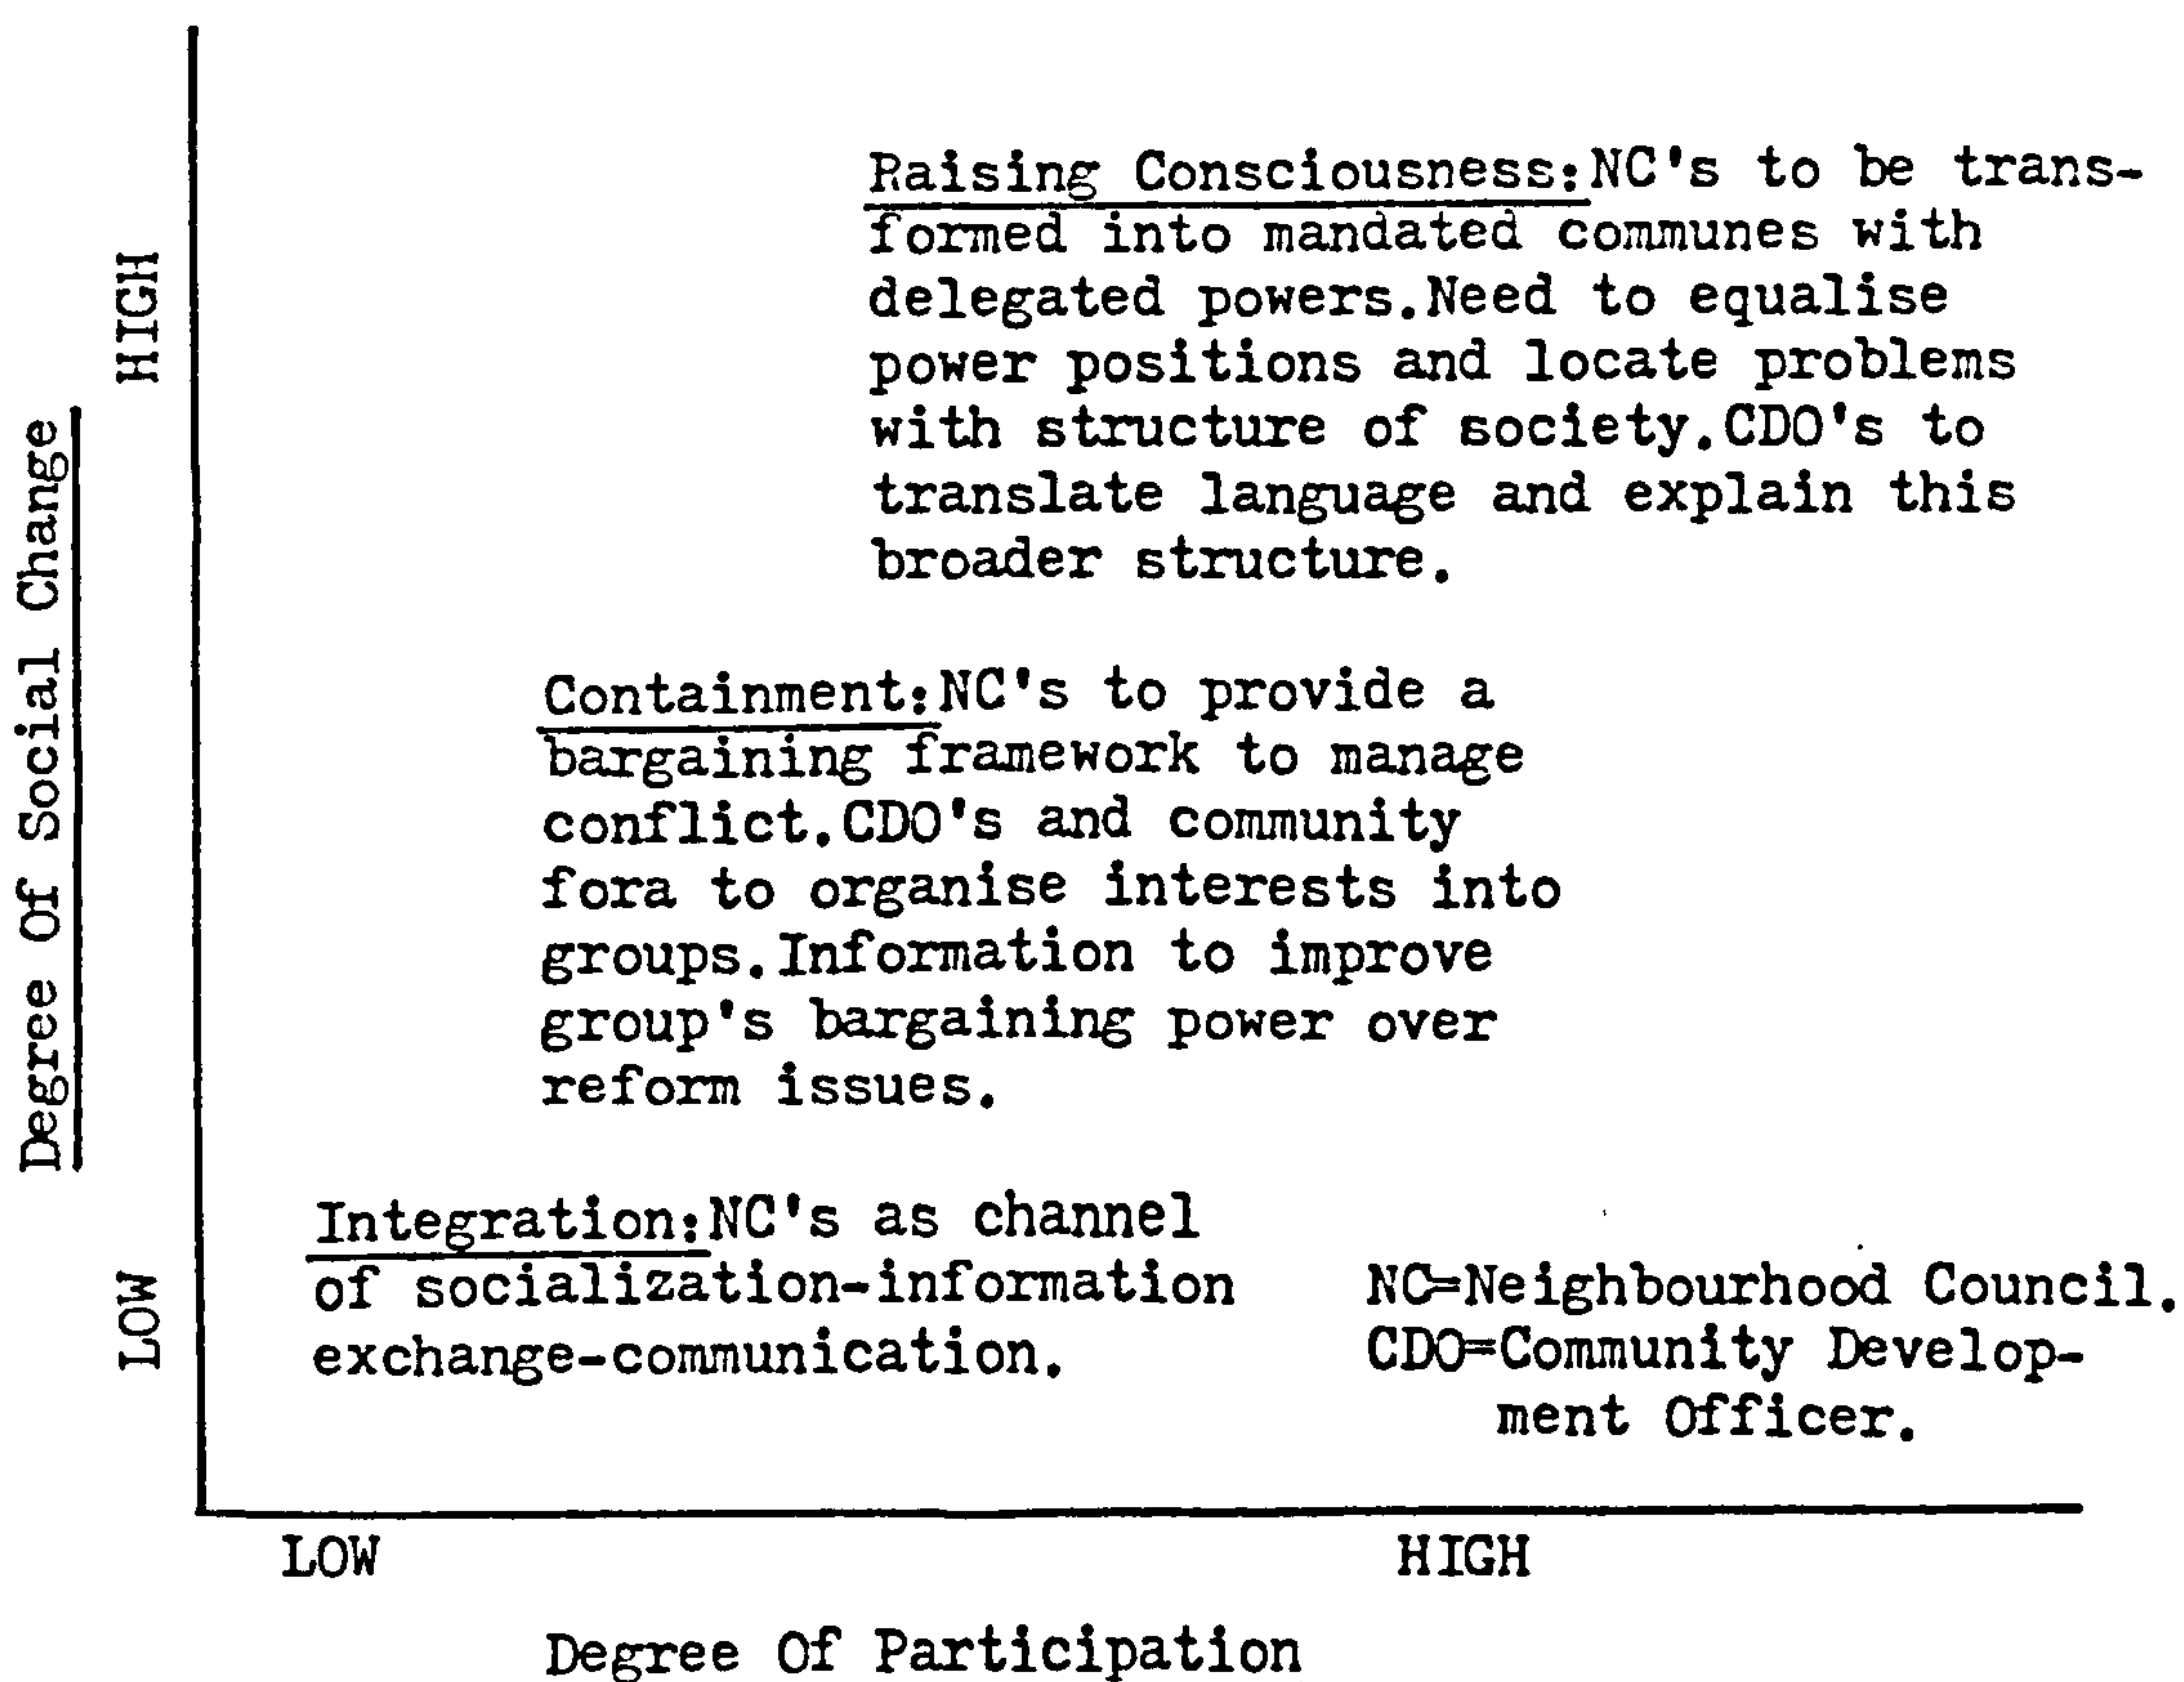 Degree Of Social Change
HIGH
LOW
Raising Consciousness:NC's to be trans-
formed into mandated communes with
delegated powers.Need to equalise
power positions and locate problems
with structure of society.CDO's to
translate language and explain this
broader structure.
Containment:NC's to provide a
bargaining framework to manage
conflict.CDO's and community
fora to organise interests into
groups.Information to improve
group's bargaining power over
reform issues.
Integration:NC's as channel
of socialization-information
exchange-communication.
NC=Neighbourhood Council.
CDO=Community Develop-
ment Officer.
LOW
HIGH
Degree Of Participation